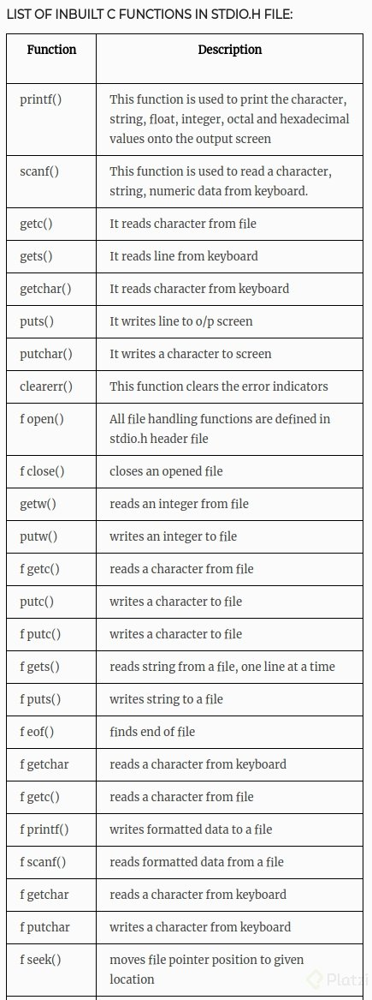 LIST OF INBUILT C FUNCTIONS IN STDIO.H FILE:
Function Description
printf() This function is used to print the character,
string, float, integer, octal and hexadecimal
values onto the output screen
scanf() This function is used to read a character,
string, numeric data from keyboard.
getc() It reads character from file
gets() It reads line from keyboard
getchar() It reads character from keyboard
puts() It writes line to o/p screen
putchar() It writes a character to screen
clearerr() This function clears the error indicators
f open() All file handling functions are defined in
stdio.h header file
f close() closes an opened file
getw() reads an integer from file
putw() writes an integer to file
f getc() reads a character from file
putc() writes a character to file
f putc() writes a character to file
f gets() reads string from a file, one line at a time
f puts() writes string to a file
f eof() finds end of file
f getchar reads a character from keyboard
f getc() reads a character from file
f printf() writes formatted data to a file
f scanf() reads formatted data from a file
f getchar reads a character from keyboard
f putchar writes a character from keyboard
f seek() moves file pointer position to given
location
Platzi